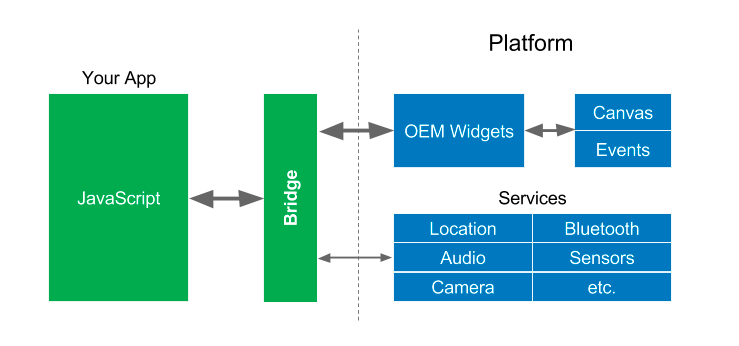 Platform
Your App
JavaScript
Bridge
OEM Widgets
Canvas
Events
Services
Location
Bluetooth
Audio
Sensors
Camera
etc.